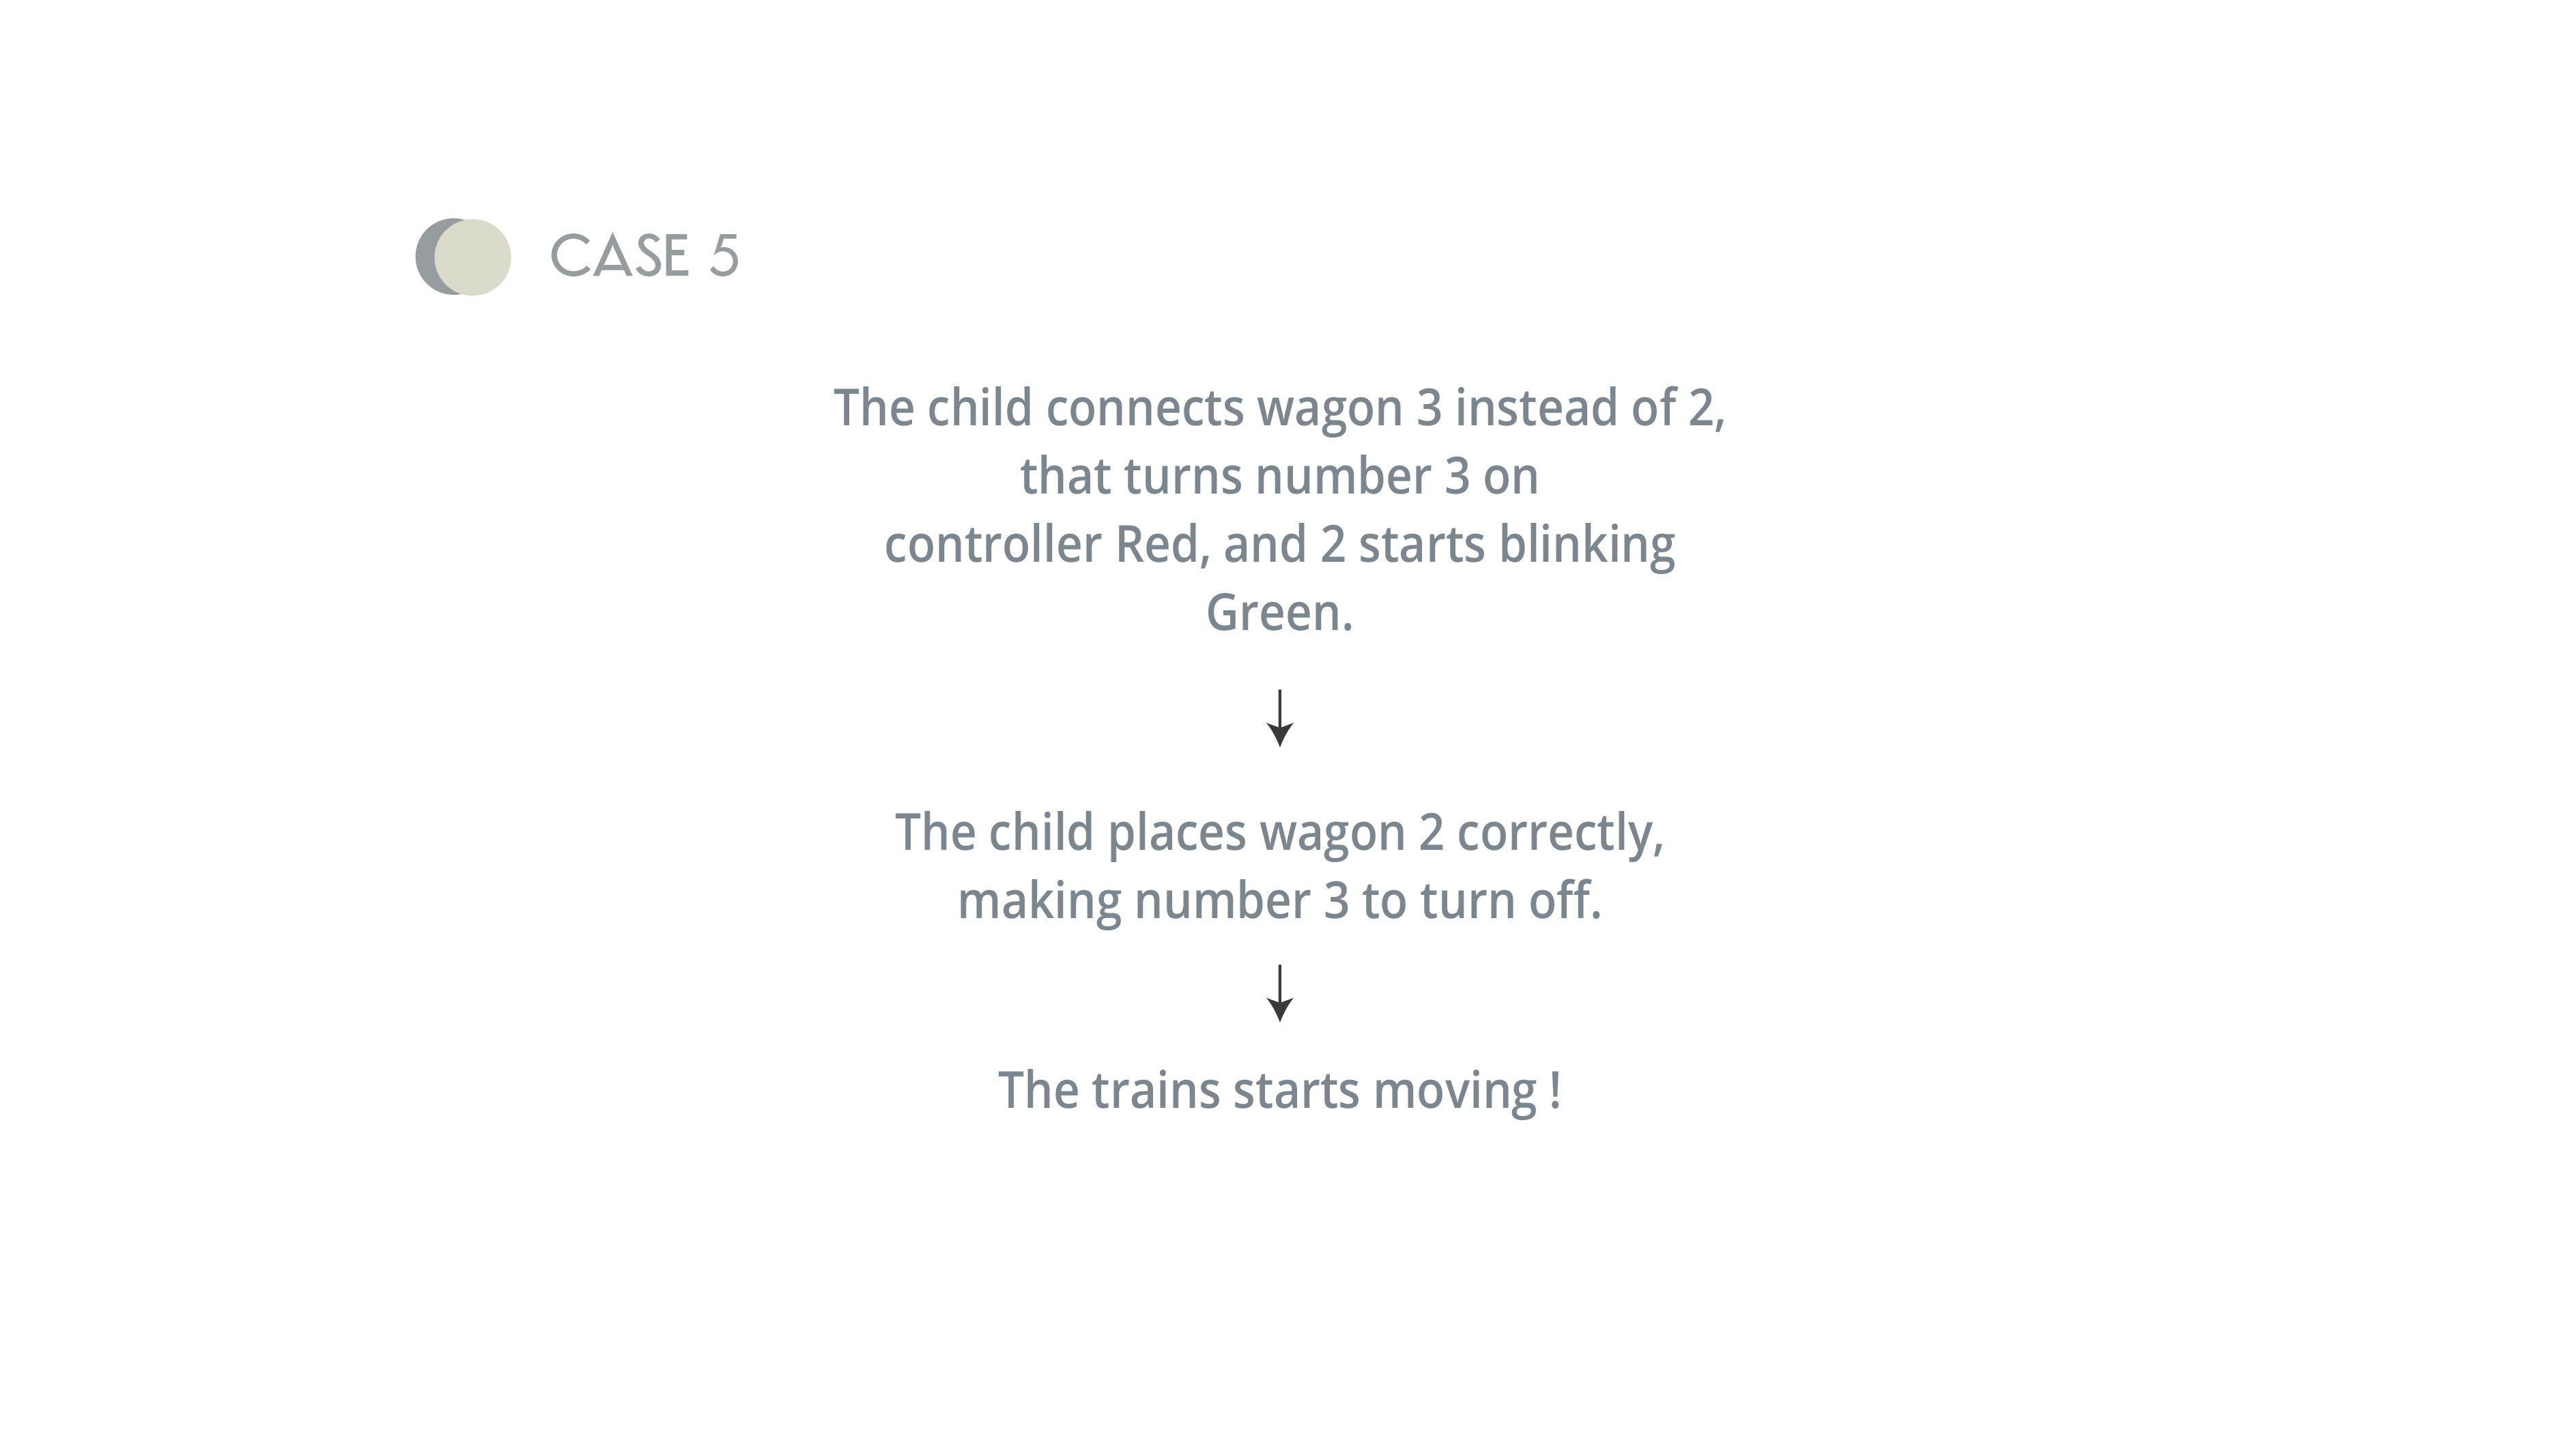 CASE 5
The child connects wagon 3 instead of 2,
that turns number 3 on
controller Red, and 2 starts blinking
Green.
The child places wagon 2 correctly,
making number 3 to turn off.
The trains starts moving !